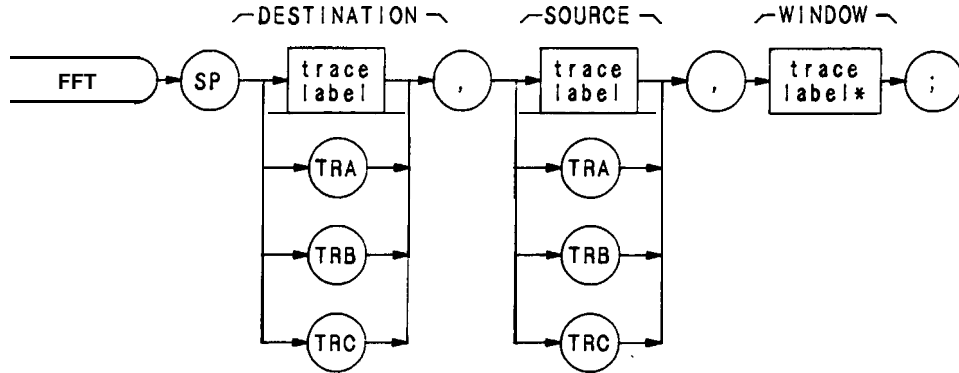 DESTINATION SOURCE WINDOW
FFT SP trace label , trace label , trace label* ;
TRA TRA
TRB TRB
TRC TRC